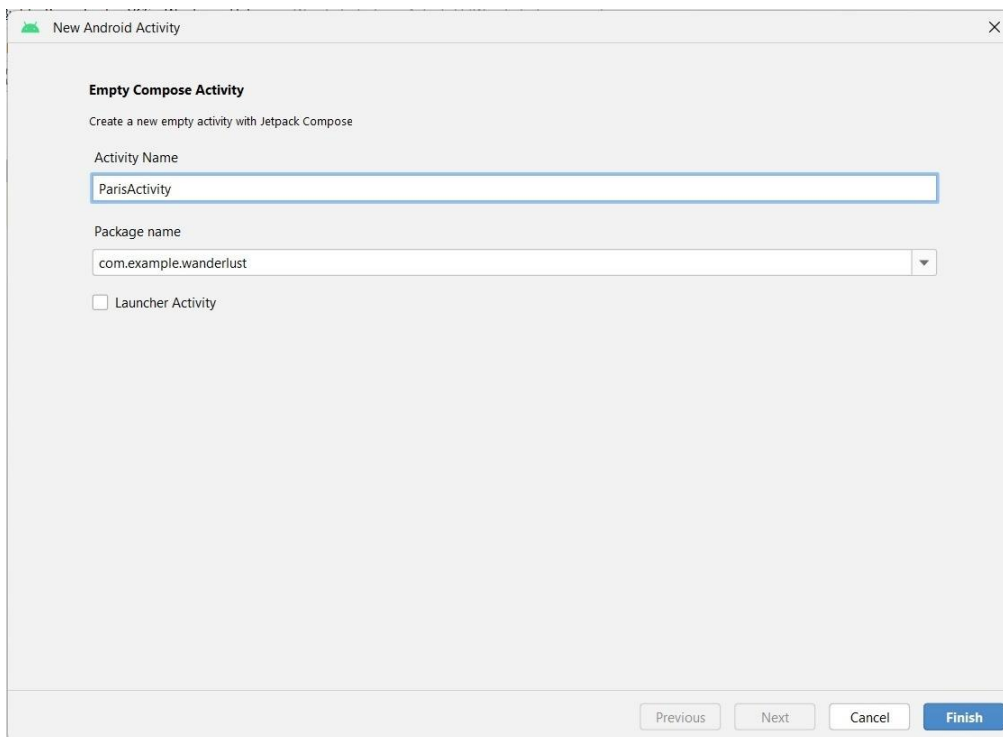 New Android Activity
Empty Compose Activity
Create a new empty activity with Jetpack Compose
Activity Name
ParisActivity
Package name
com.example.wanderlust
Launcher Activity
Previous Next Cancel Finish